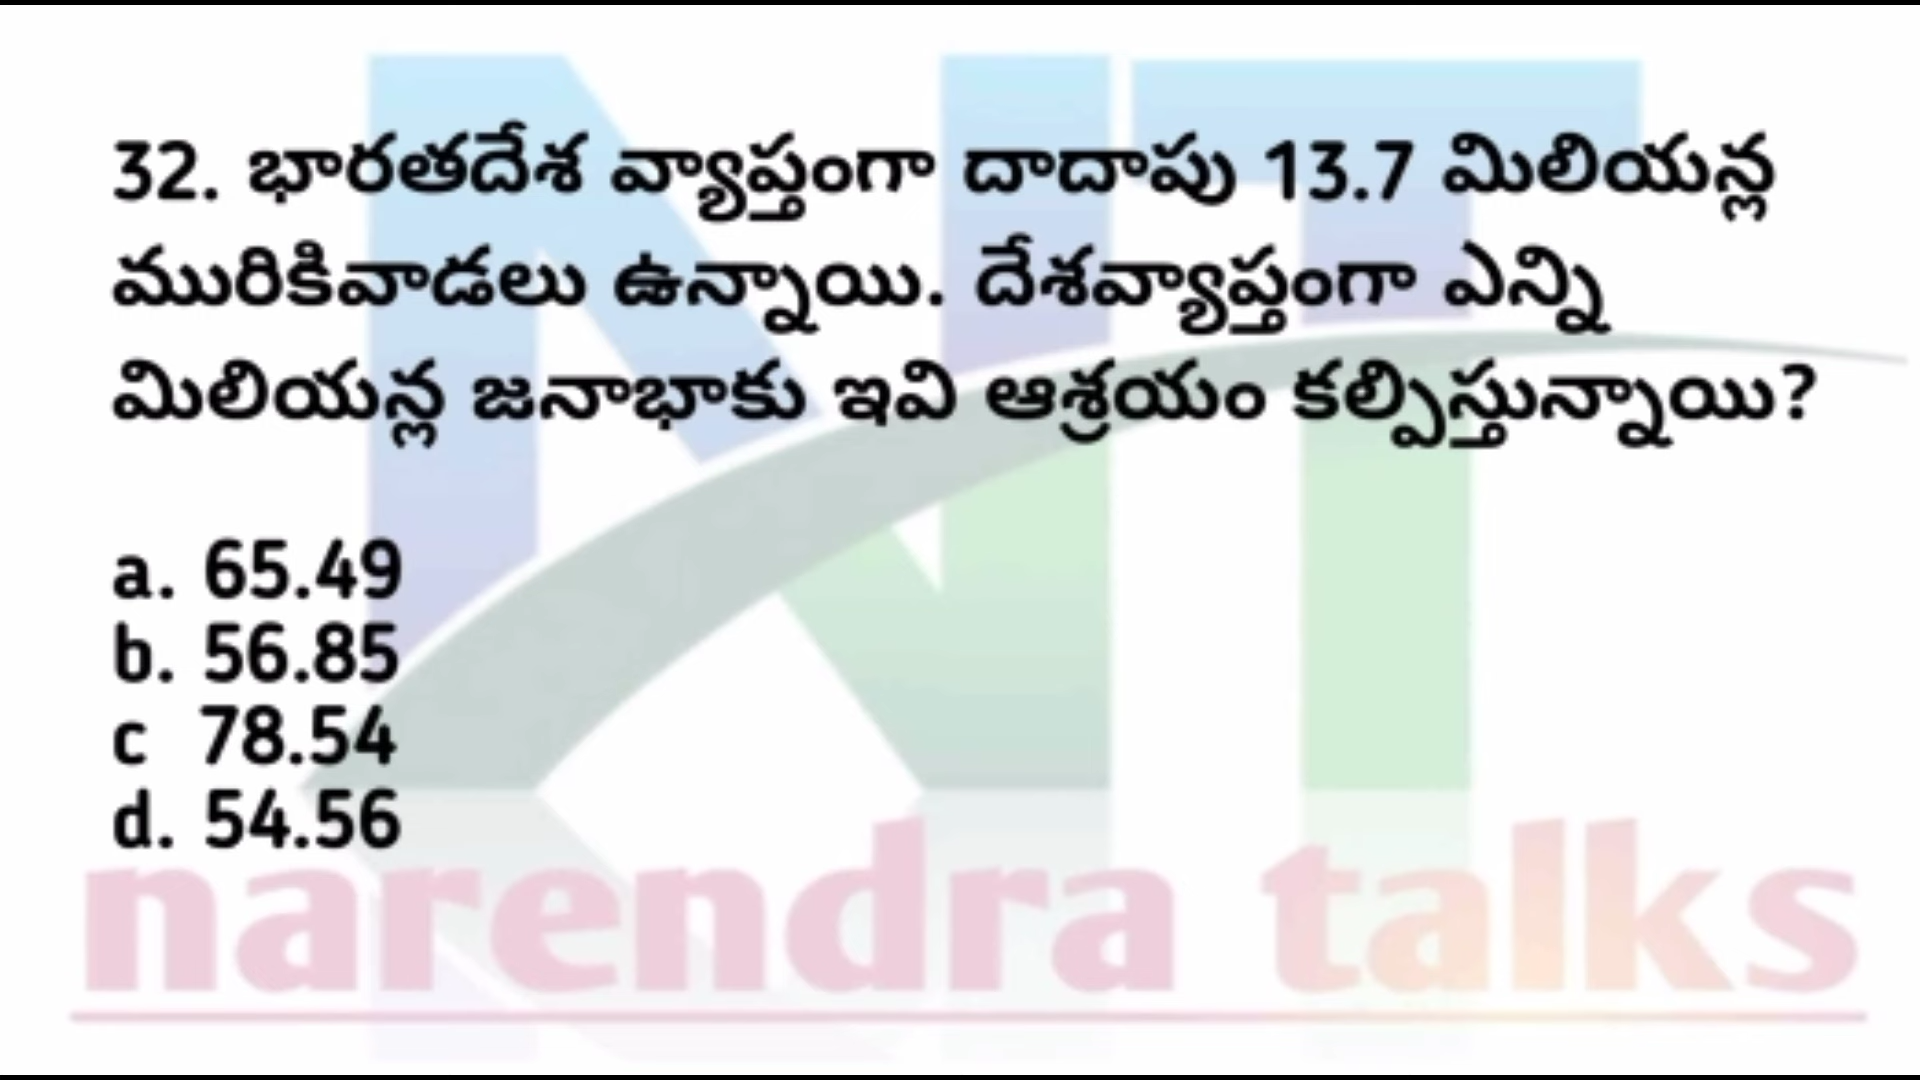 32. భారతదేశ వ్యాప్తంగా దాదాపు 13.7 మిలియన్ల
మురికివాడలు ఉన్నాయి. దేశవ్యాప్తంగా ఎన్ని
మిలియన్ల జనాభాకు ఇవి ఆశ్రయం కల్పిస్తున్నాయి?
a. 65.49
b. 56.85
c 78.54
d. 54.56
narendra talks